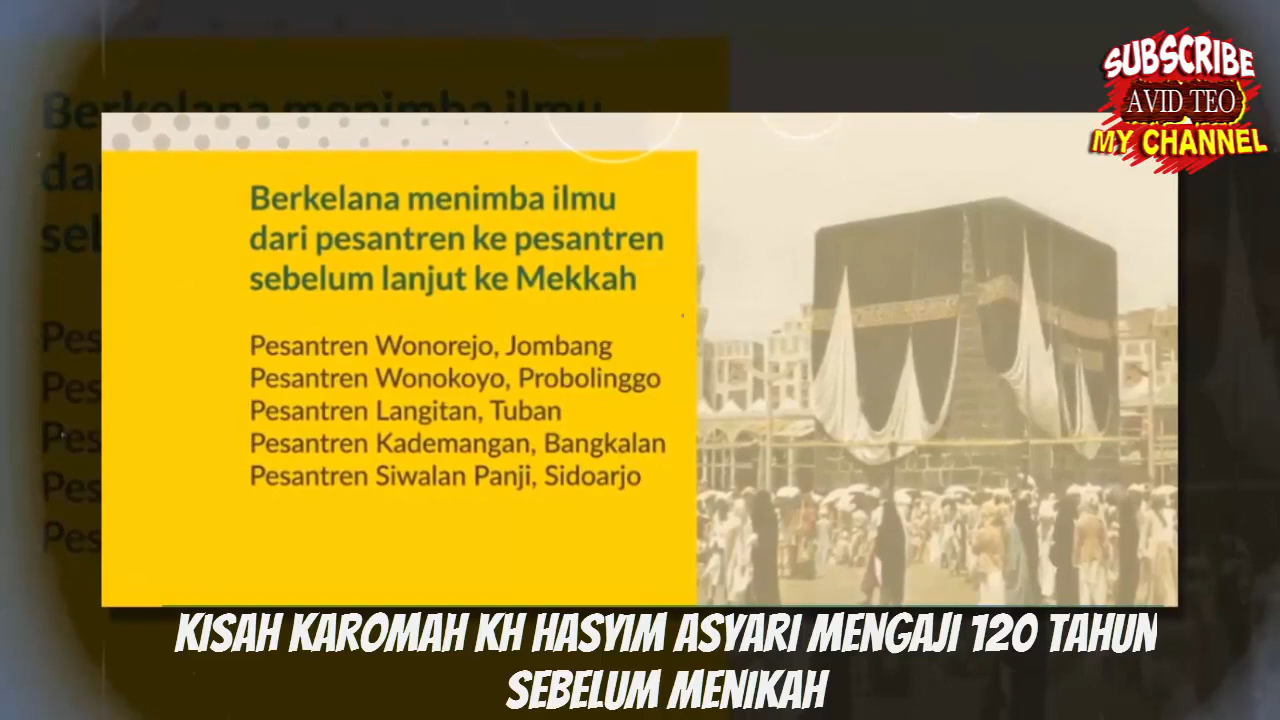 SUBSCRIBE
AVID TEO
MY CHANNEL
Berkelana menimba ilmu
dari pesantren ke pesantren
sebelum lanjut ke Mekkah
Pesantren Wonorejo, Jombang
Pesantren Wonokoyo, Probolinggo
Pesantren Langitan, Tuban
Pesantren Kademangan, Bangkalan
Pesantren Siwalan Panji, Sidoarjo
KISAH KAROMAH KH HASYIM ASYARI MENGAJI 120 TAHUN
SEBELUM MENIKAH